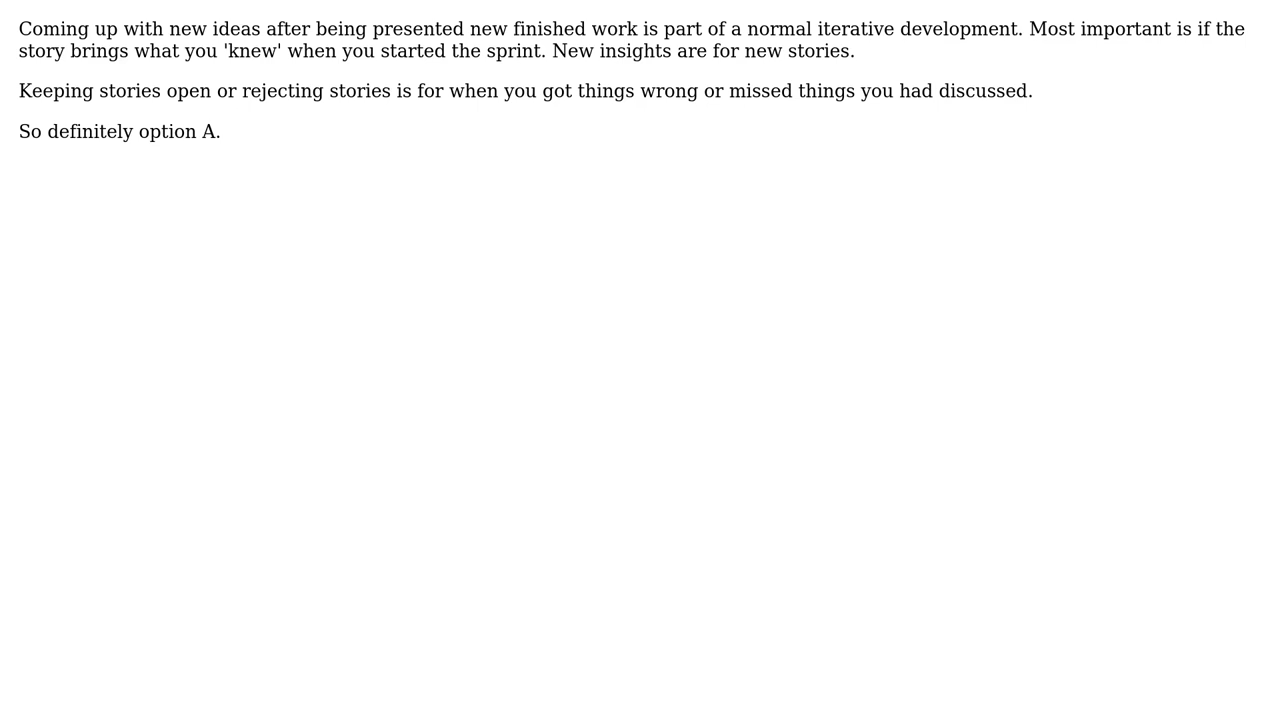 Coming up with new ideas after being presented new finished work is part of a normal iterative development. Most important is if the
story brings what you 'knew' when you started the sprint. New insights are for new stories.
Keeping stories open or rejecting stories is for when you got things wrong or missed things you had discussed.
So definitely option A.